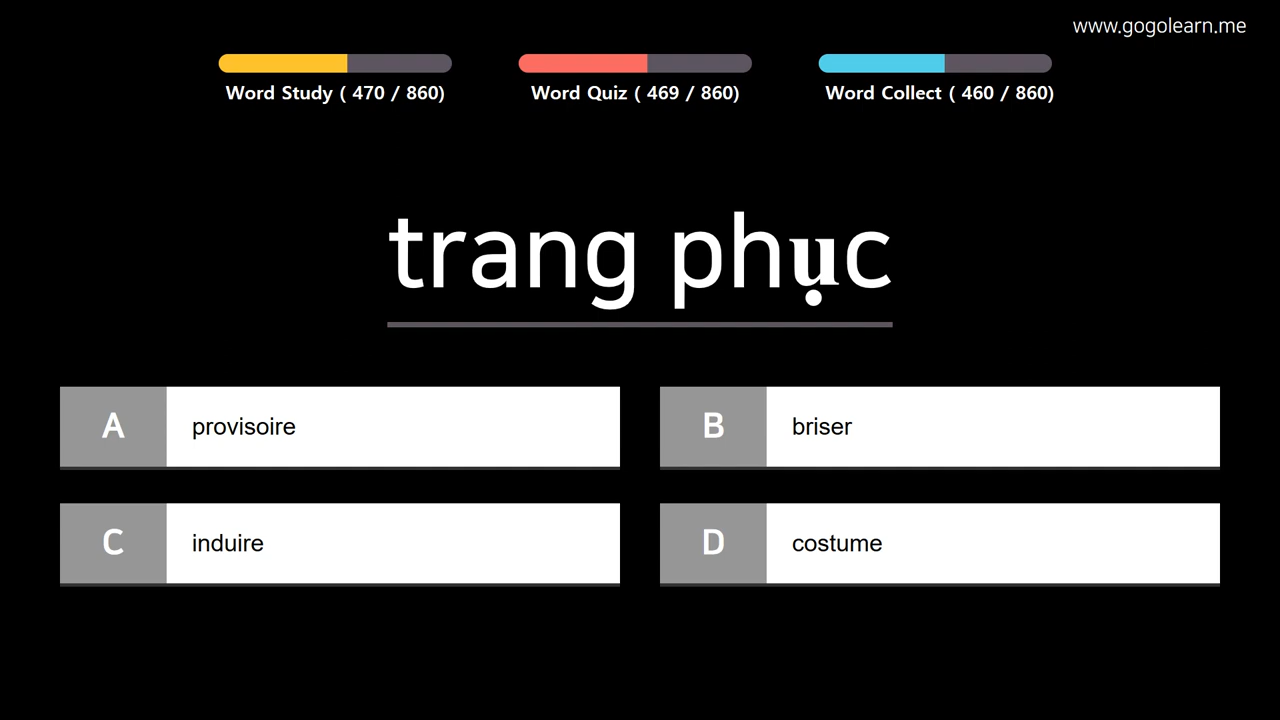 www.gogolearn.me
Word Study ( 470 / 860)
Word Quiz ( 469 / 860)
Word Collect ( 460 / 860)
trang phục
A provisoire
B briser
C induire
D costume